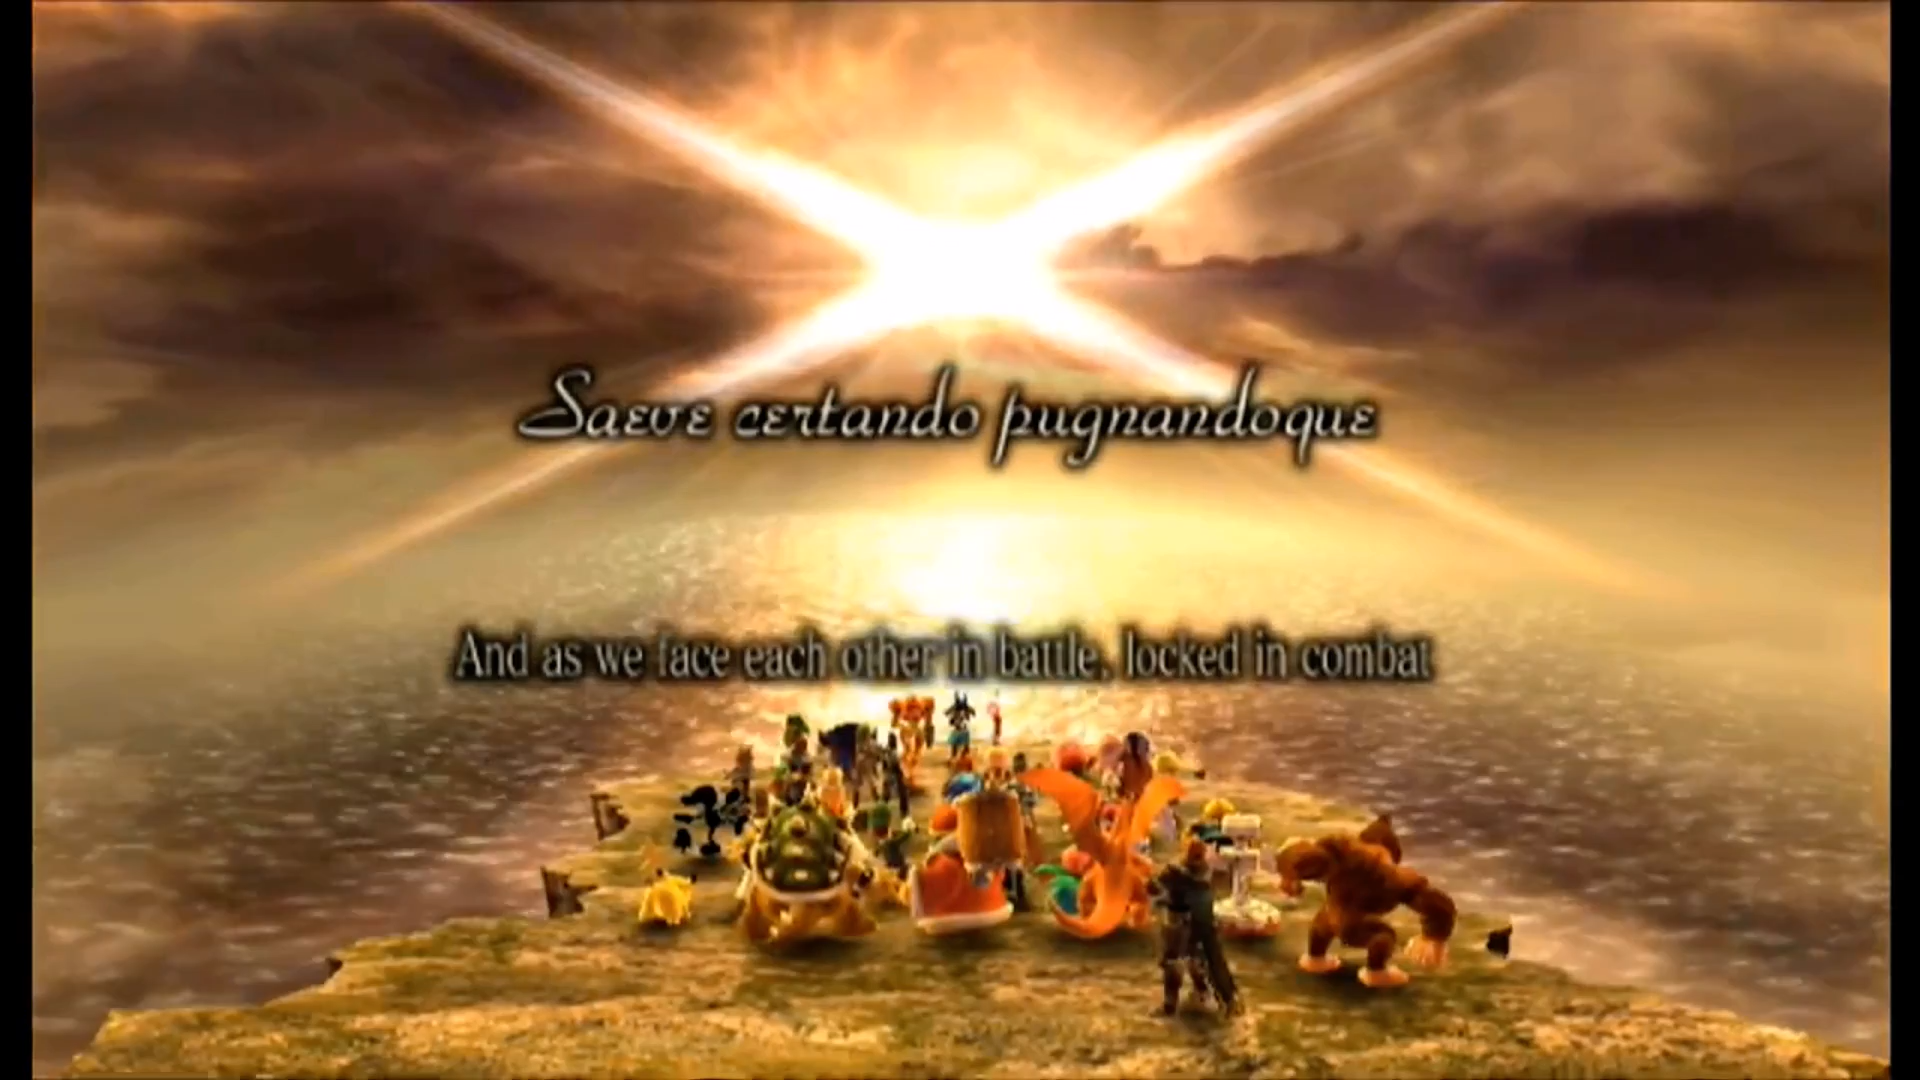 Saeve certando pugnandoque
And as we face each other in battle, locked in combat